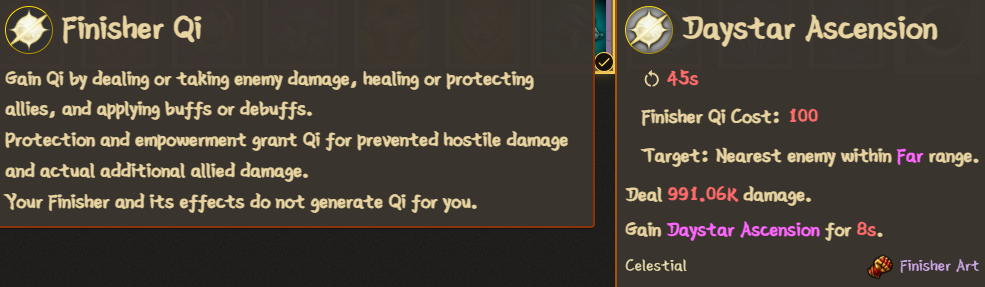 Finisher Qi
Gain Qi by dealing or taking enemy damage, healing or protecting
allies, and applying buffs or debuffs.
Protection and empowerment grant Qi for prevented hostile damage
and actual additional allied damage.
Your Finisher and its effects do not generate Qi for you.
Daystar Ascension
45s
Finisher Qi Cost: 100
Target: Nearest enemy within Far range.
Deal 991.06K damage.
Gain Daystar Ascension for 8s.
Celestial
Finisher Art